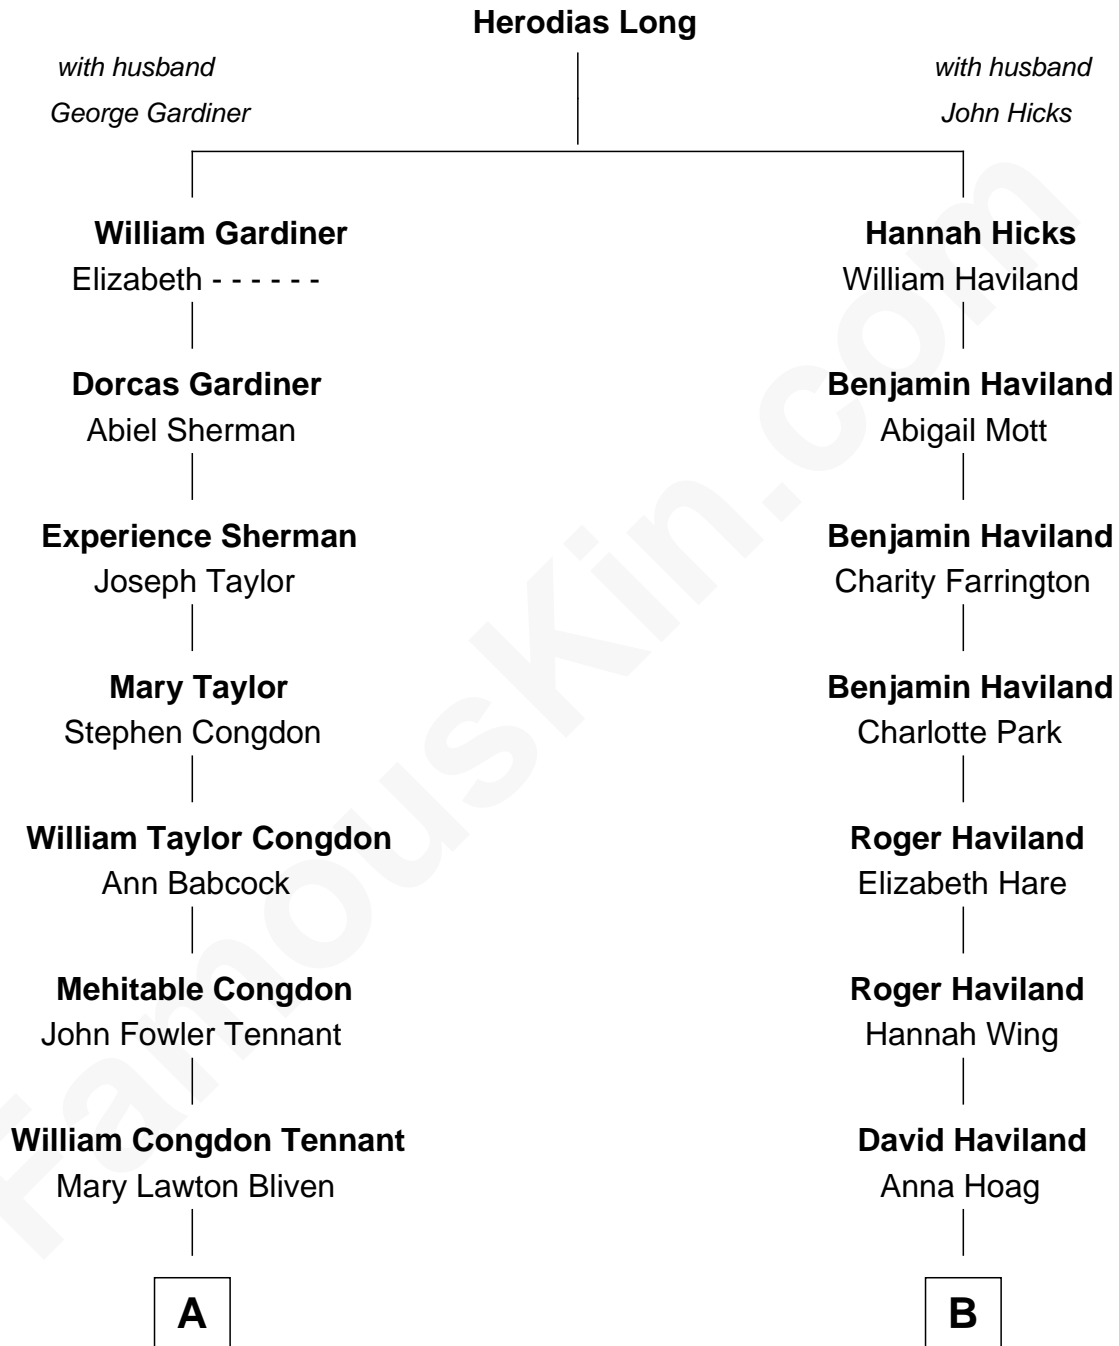 Herodias Long
with husband
George Gardiner
with husband
John Hicks
William Gardiner
Elizabeth - - - - - -
Hannah Hicks
William Haviland
Dorcas Gardiner
Abiel Sherman
Benjamin Haviland
Abigail Mott
Experience Sherman
Joseph Taylor
Benjamin Haviland
Charity Farrington
Mary Taylor
Stephen Congdon
Benjamin Haviland
Charlotte Park
William Taylor Congdon
Ann Babcock
Roger Haviland
Elizabeth Hare
Mehitable Congdon
John Fowler Tennant
Roger Haviland
Hannah Wing
William Congdon Tennant
Mary Lawton Bliven
David Haviland
Anna Hoag
A
B
FamousKin.com